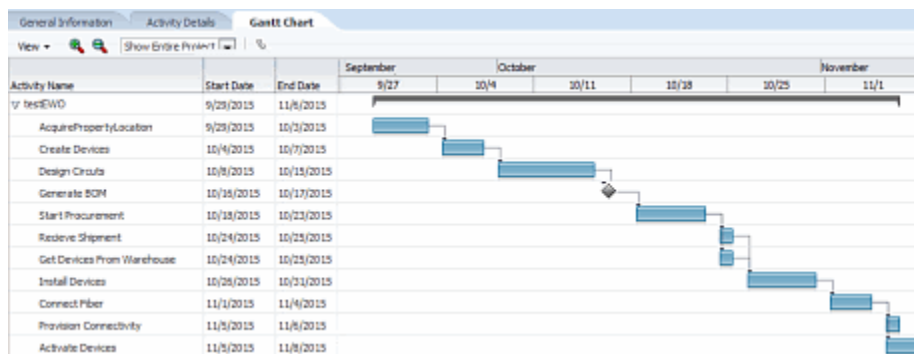 General Information Activity Details Gantt Chart
View Show Entire Project
September October November
Activity Name Start Date End Date 9/27 10/4 10/11 10/18 10/25 11/1
testEWO 9/29/2015 11/6/2015
AcquirePropertyLocation 9/29/2015 10/3/2015
Create Devices 10/4/2015 10/7/2015
Design Circuts 10/8/2015 10/15/2015
Generate BOM 10/16/2015 10/17/2015
Start Procurement 10/18/2015 10/23/2015
Recieve Shipment 10/24/2015 10/25/2015
Get Devices From Warehouse 10/24/2015 10/25/2015
Install Devices 10/26/2015 10/31/2015
Connect Fiber 11/1/2015 11/4/2015
Provision Connectivity 11/5/2015 11/6/2015
Activate Devices 11/5/2015 11/8/2015